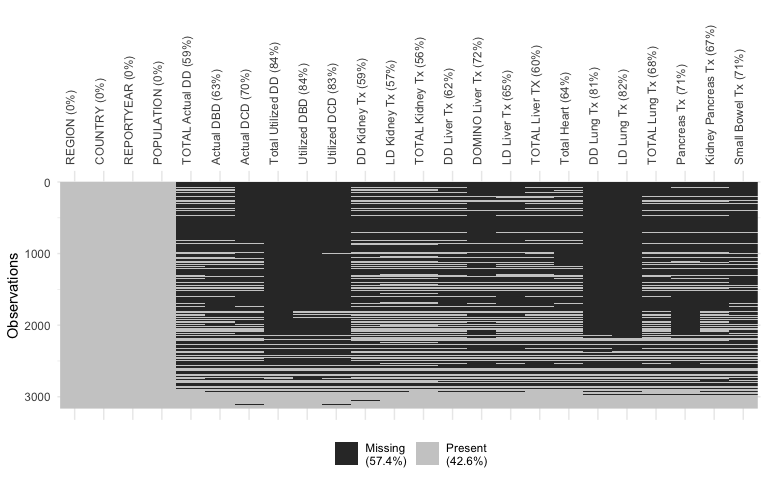 REGION (0%)
COUNTRY (0%)
REPORTYEAR (0%)
POPULATION (0%)
TOTAL Actual DD (59%)
Actual DBD (63%)
Actual DCD (70%)
Total Utilized DD (84%)
Utilized DBD (84%)
Utilized DCD (83%)
DD Kidney Tx (59%)
LD Kidney Tx (57%)
TOTAL Kidney Tx (56%)
DD Liver Tx (62%)
DOMINO Liver Tx (72%)
LD Liver Tx (65%)
TOTAL Liver TX (60%)
Total Heart (64%)
DD Lung Tx (81%)
LD Lung Tx (82%)
TOTAL Lung Tx (68%)
Pancreas Tx (71%)
Kidney Pancreas Tx (67%)
Small Bowel Tx (71%)
0
1000
2000
3000
Observations
Missing
(57.4%)
Present
(42.6%)